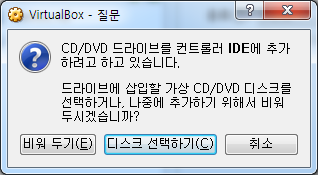 VirtualBox - 질문
CD/DVD 드라이브를 컨트롤러 IDE에 추가
하려고 하고 있습니다.
드라이브에 삽입할 가상 CD/DVD 디스크를
선택하거나, 나중에 추가하기 위해서 비워
두시겠습니까?
비워 두기(E)
디스크 선택하기(C)
취소